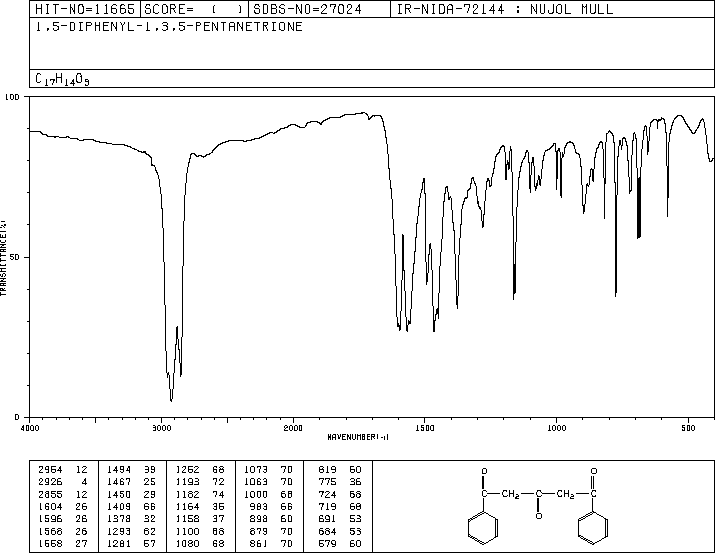 HIT-NO=11665 SCORE= ( ) SDBS-NO=27024 IR-NIDA-72144 : NUJOL MULL
1,5-DIPHENYL-1,3,5-PENTANETRIONE
C17H14O3
100
50
0
TRANSMITTANCE(%)
4000 3000 2000 1500 1000 500
WAVENUMBER(-1)
2954 12 1494 39 1252 68 1073 70 819 60
2926 4 1467 25 1193 72 1063 70 775 36
2855 12 1450 29 1182 74 1000 68 724 68
1604 26 1409 66 1164 35 983 66 719 68
1596 26 1378 32 1158 37 898 60 691 53
1568 26 1293 62 1100 68 879 70 684 53
1558 27 1281 57 1080 68 861 70 579 60
O O
C CH2 C CH2 C
O